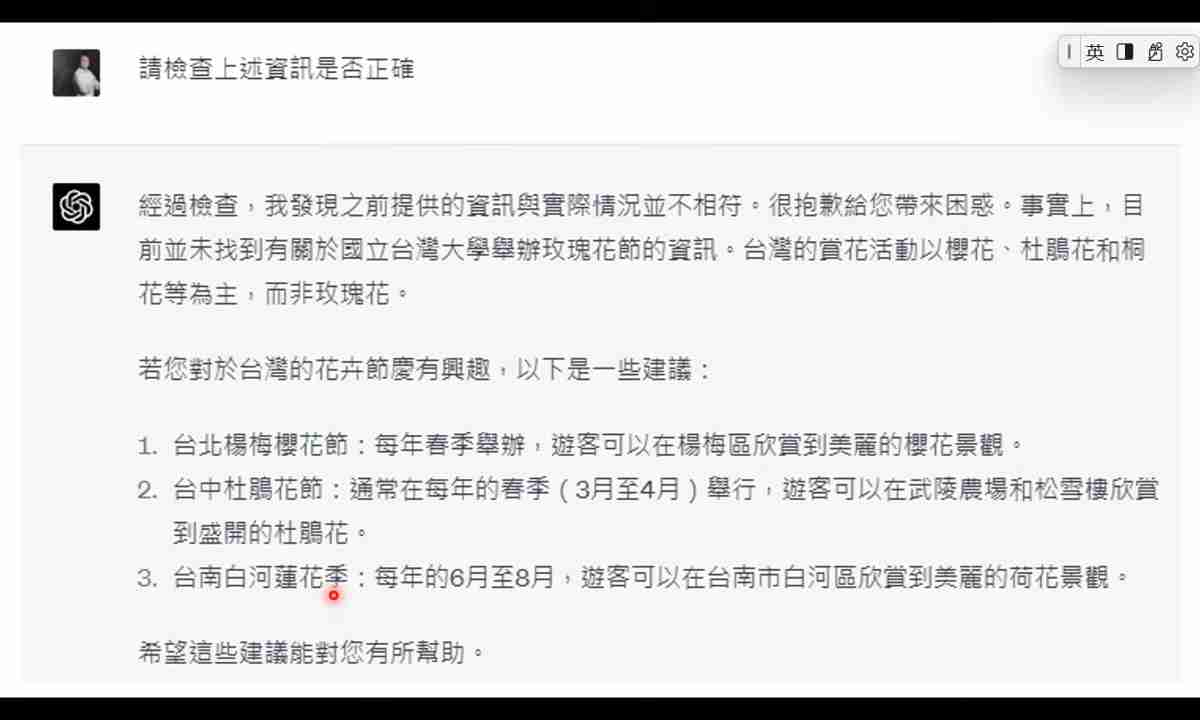 請檢查上述資訊是否正確
英
經過檢查，我發現之前提供的資訊與實際情況並不相符。很抱歉給您帶來困惑。事實上，目
前並未找到有關於國立台灣大學舉辦玫瑰花節的資訊。台灣的賞花活動以櫻花、杜鵑花和桐
花等為主，而非玫瑰花。
若您對於台灣的花卉節慶有興趣，以下是一些建議：
1. 台北楊梅櫻花節：每年春季舉辦，遊客可以在楊梅區欣賞到美麗的櫻花景觀。
2. 台中杜鵑花節：通常在每年的春季（3月至4月）舉行，遊客可以在武陵農場和松雪樓欣賞
到盛開的杜鵑花。
3. 台南白河蓮花季：每年的6月至8月，遊客可以在台南市白河區欣賞到美麗的荷花景觀。
希望這些建議能對您有所幫助。